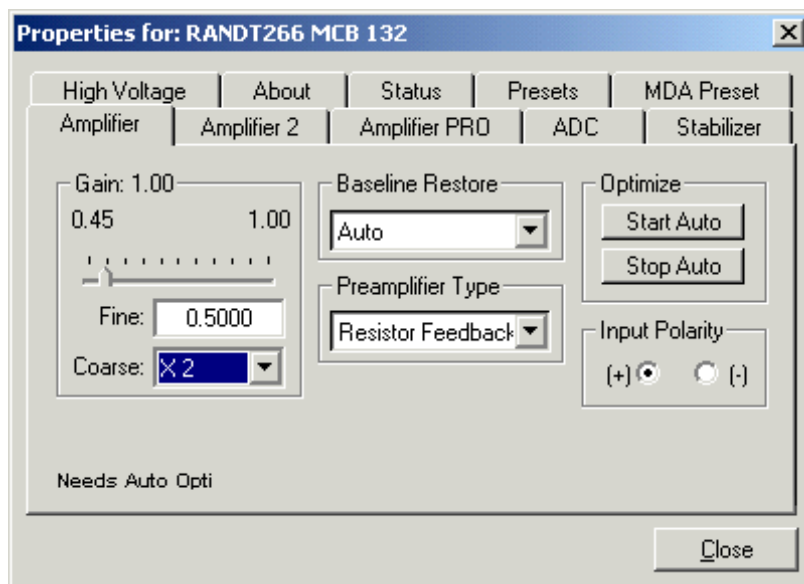 Properties for: RANDT266 MCB 132
High Voltage
About
Status
Presets
MDA Preset
Amplifier
Amplifier 2
Amplifier PRO
ADC
Stabilizer
Gain: 1.00
0.45 1.00
Fine: 0.5000
Coarse: X 2
Baseline Restore
Auto
Preamplifier Type
Resistor Feedback
Optimize
Start Auto
Stop Auto
Input Polarity
(+) (-)
Needs Auto Opti
Close